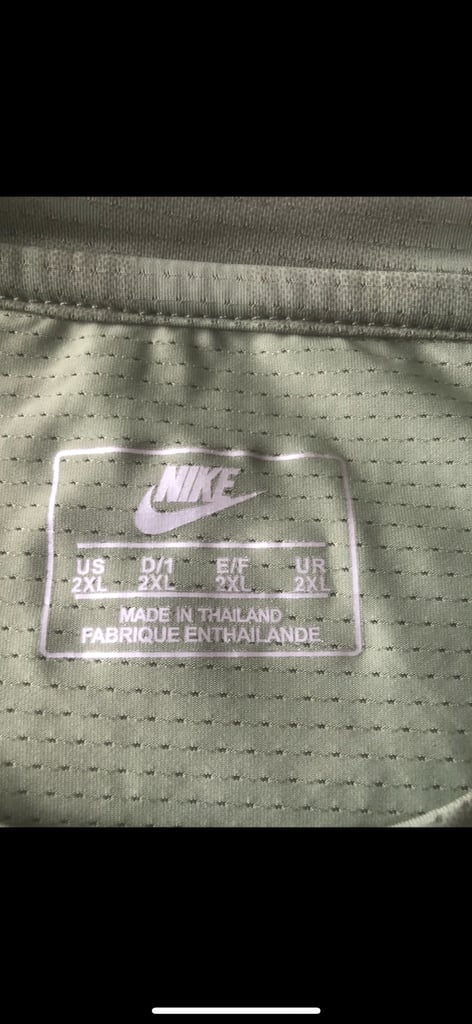 NIKE
US D/1 E/F UR
2XL 2XL 2XL 2XL
MADE IN THAILAND
FABRIQUE ENTHAILANDE